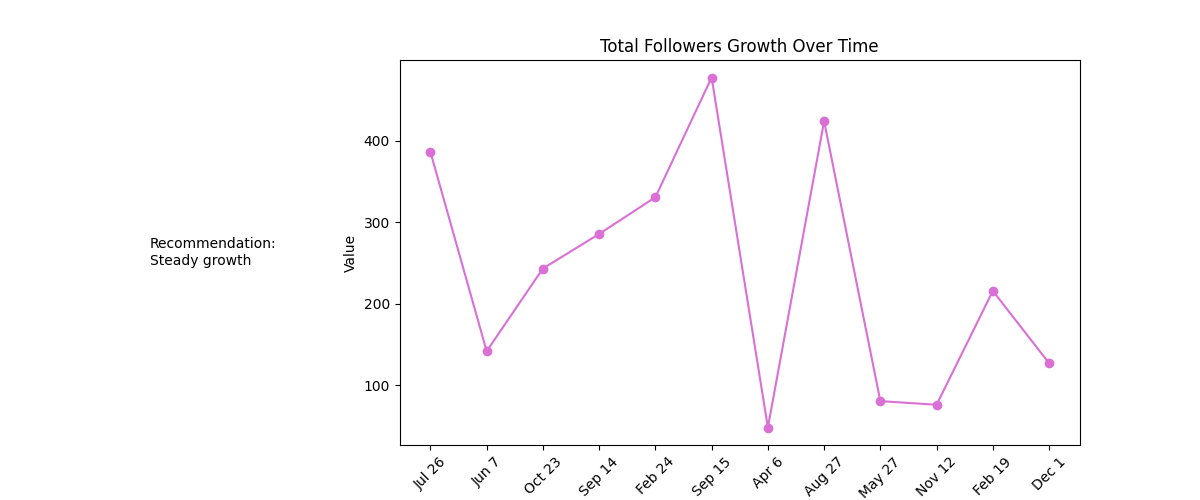 Total Followers Growth Over Time
Recommendation:
Steady growth
Value
400
300
200
100
Jul 26
Jun 7
Oct 23
Sep 14
Feb 24
Sep 15
Apr 6
Aug 27
May 27
Nov 12
Feb 19
Dec 1